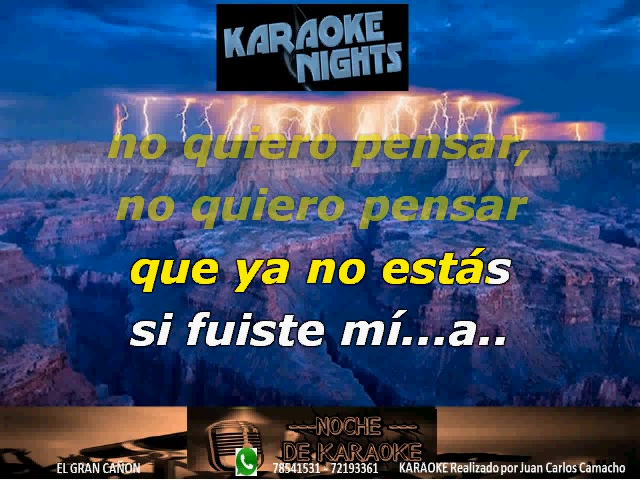 KARAOKE
NIGHTS
no quiero pensar,
no quiero pensar
que ya no estás
si fuiste mí...a..
NOCHE
DE KARAOKE
EL GRAN CAÑON
78541531 - 72193361
KARAOKE Realizado por Juan Carlos Camacho